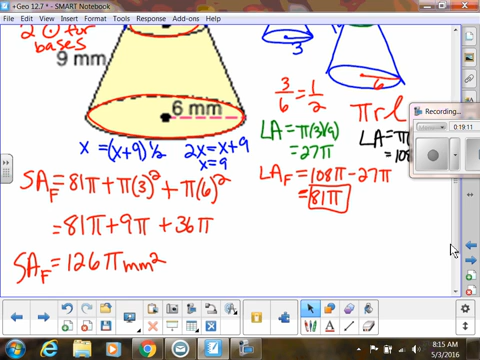 +Geo 12.7 * - SMART Notebook
File Edit View Insert Format Tools Add-ons Help
2 ⊙ for
bases
9 mm
6 mm
3
6
x = (x+9) 1/2
2x = x+9
x=9
3/6 = 1/2
πrl
LA = π(3)(9)
= 27π
LA = π(
= 108
LA_F = 108π - 27π
= 81π
SA_F = 81π + π(3)² + π(6)²
= 81π + 9π + 36π
SA_F = 126π mm²
Recording...
19:11
8:15 AM
5/3/2016